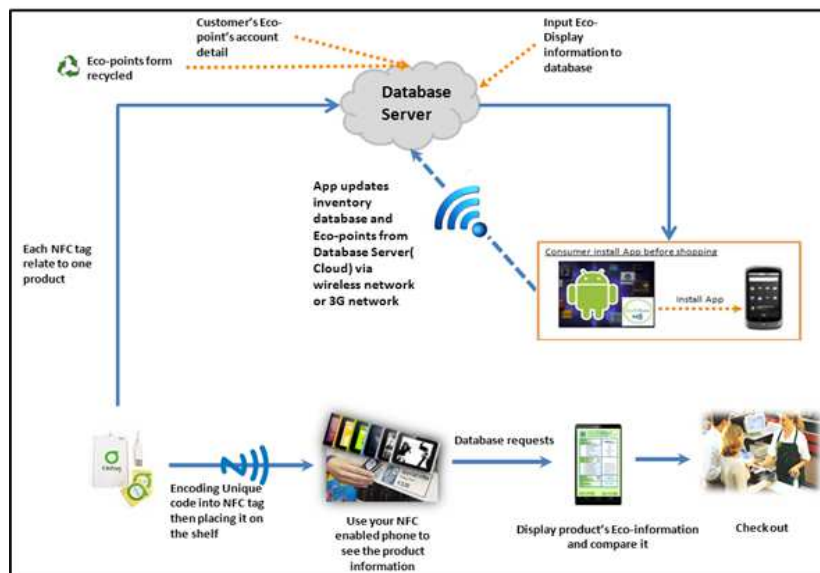 Customer's Eco-
point's account
detail
Input Eco-
Display
information to
database
Eco-points form
recycled
Database
Server
App updates
inventory
database and
Eco-points from
Database Server(
Cloud) via
wireless network
or 3G network
Each NFC tag
relate to one
product
Consumer install App before shopping
Install App
Database requests
Encoding Unique
code into NFC tag
then placing it on
the shelf
Use your NFC
enabled phone to
see the product
information
Display product's Eco-information
and compare it
Check out